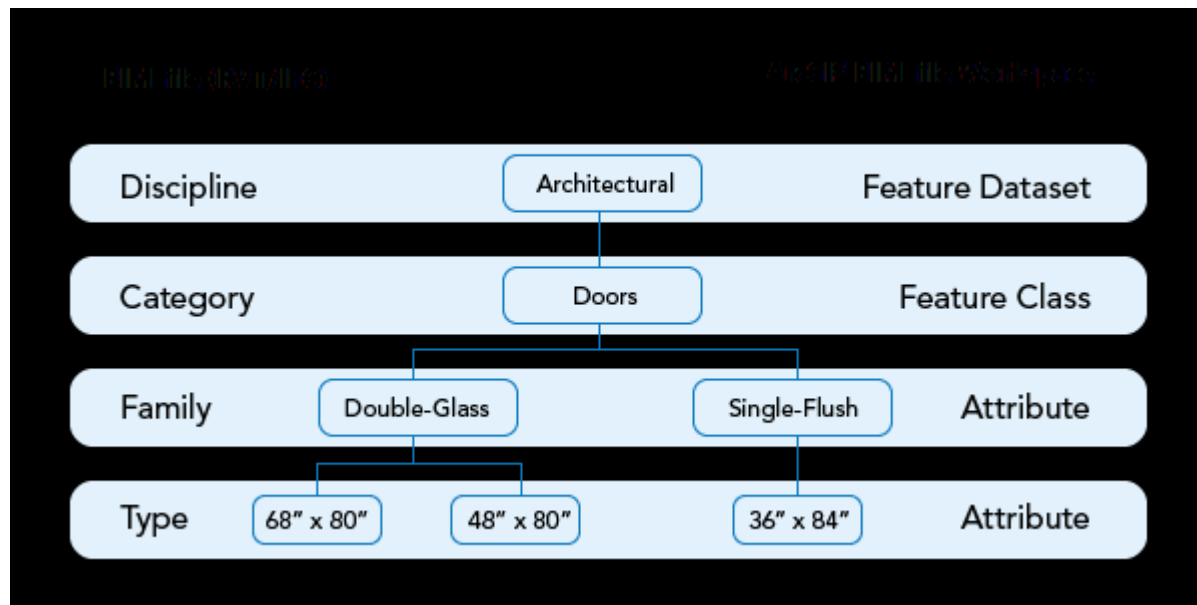 Discipline Architectural Feature Dataset
Category Doors Feature Class
Family Double-Glass Single-Flush Attribute
Type 68” x 80” 48” x 80” 36” x 84” Attribute